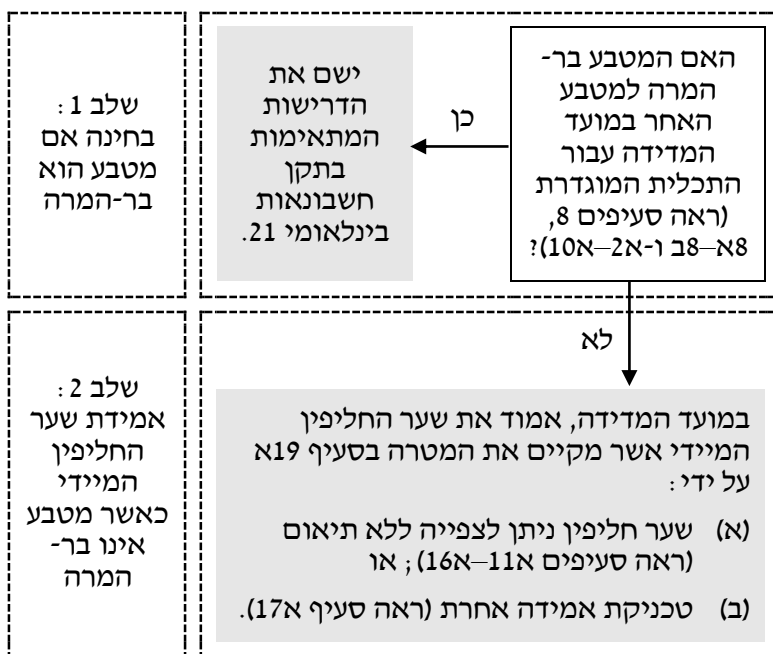 שלב 1:
בחינה אם
מטבע הוא
בר-המרה
האם המטבע בר-
המרה למטבע
האחר במועד
המדידה עבור
התכלית המוגדרת
(ראה סעיפים 8,
8א–8ב ו-א2–א10)?
כן
ישם את
הדרישות
המתאימות
בתקן
חשבונאות
בינלאומי 21.
לא
שלב 2:
אמידת שער
החליפין
המיידי
כאשר מטבע
אינו בר-
המרה
במועד המדידה, אמוד את שער החליפין
המיידי אשר מקיים את המטרה בסעיף 19א
על ידי:
(א) שער חליפין ניתן לצפייה ללא תיאום
(ראה סעיפים א11–א16); או
(ב) טכניקת אמידה אחרת (ראה סעיף א17).